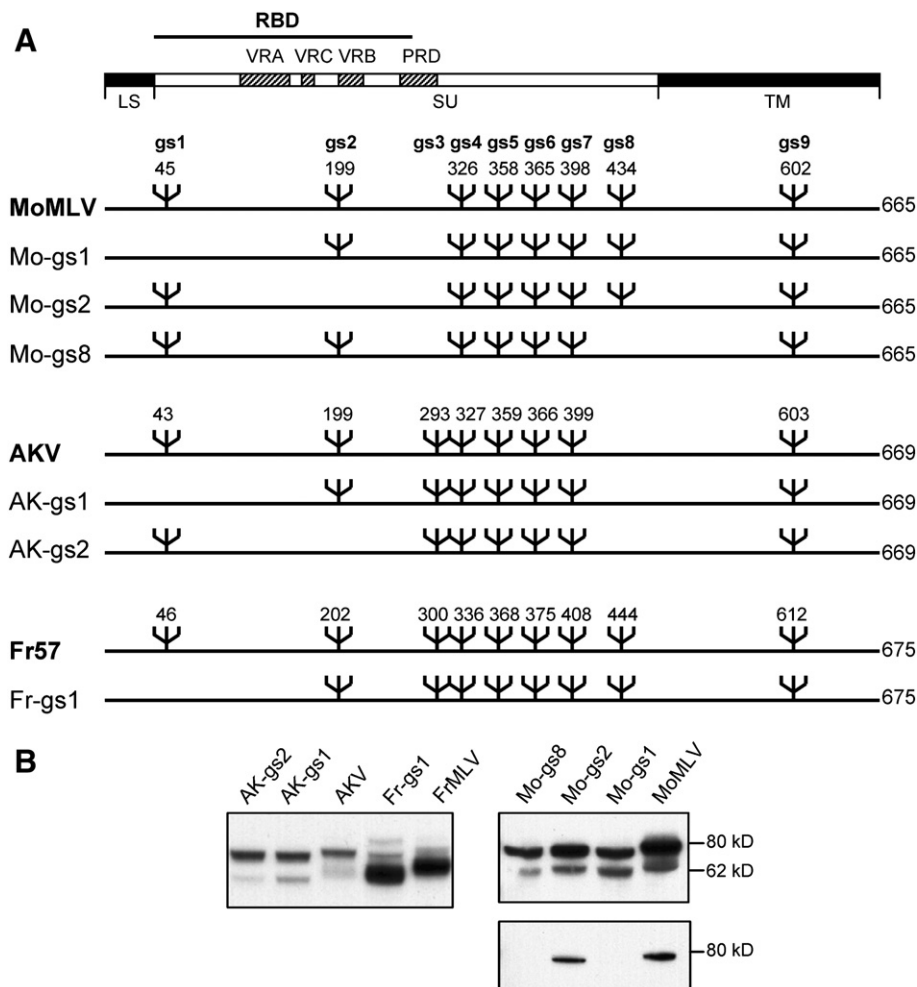 A
RBD
VRA VRC VRB PRD
LS SU TM
gs1 gs2 gs3 gs4 gs5 gs6 gs7 gs8 gs9
45 199 326 358 365 398 434 602
MoMLV 665
Mo-gs1 665
Mo-gs2 665
Mo-gs8 665
43 199 293 327 359 366 399 603
AKV 669
AK-gs1 669
AK-gs2 669
46 202 300 336 368 375 408 444 612
Fr57 675
Fr-gs1 675
B
AK-gs2 AK-gs1 AKV Fr-gs1 FrMLV Mo-gs8 Mo-gs2 Mo-gs1 MoMLV
80 kD
62 kD
80 kD